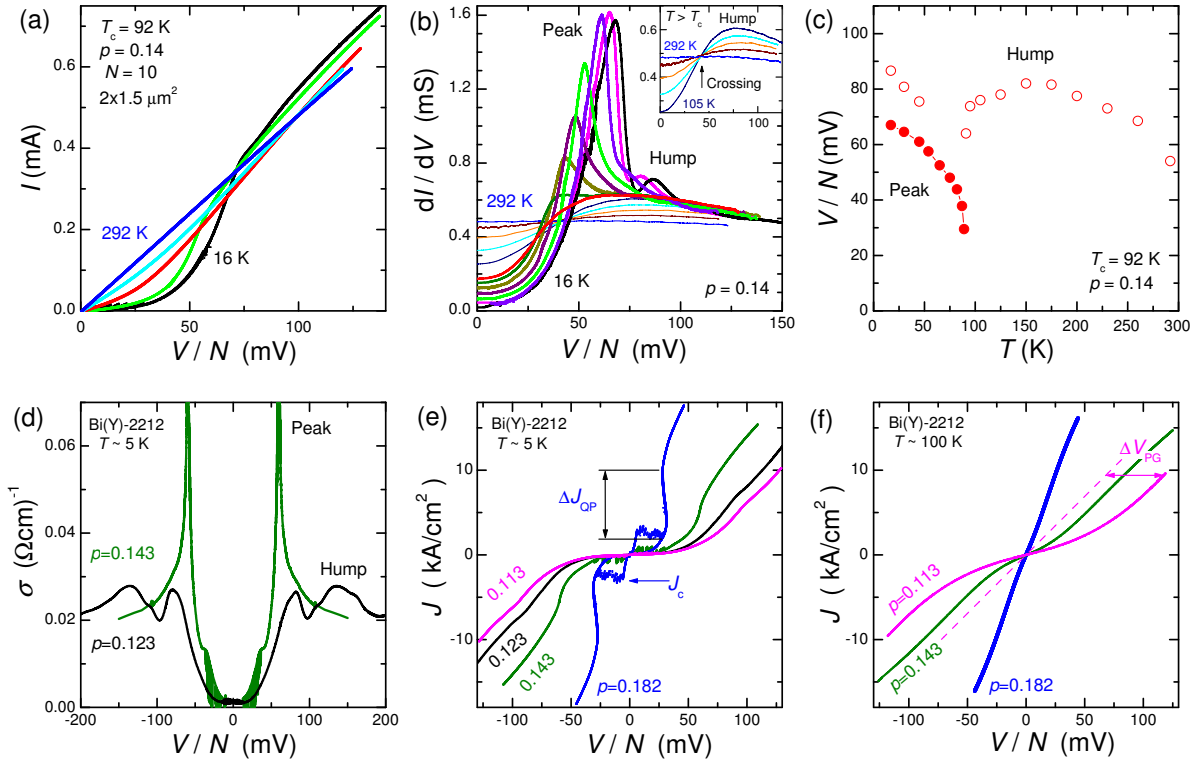 (a)
T_c = 92 K
p = 0.14
N = 10
2x1.5 μm²
292 K
16 K
0.6
0.4
0.2
0.0
0 50 100
I (mA)
V / N (mV)
(b)
1.6
1.2
0.8
0.4
0.0
0 50 100 150
dI / dV (mS)
V / N (mV)
Peak
Hump
292 K
16 K
p = 0.14
T > T_c
Hump
292 K
Crossing
105 K
0.6
0.4
0 50 100
(c)
Hump
Peak
T_c = 92 K
p = 0.14
100
80
60
40
20
0
0 50 100 150 200 250 300
V / N (mV)
T (K)
(d)
Bi(Y)-2212
T ~ 5 K
Peak
p=0.143
Hump
p=0.123
0.06
0.04
0.02
0.00
-200 -100 0 100 200
σ (Ωcm)⁻¹
V / N (mV)
(e)
Bi(Y)-2212
T ~ 5 K
ΔJ_QP
J_c
0.113
0.123
0.143
p=0.182
10
0
-10
-100 -50 0 50 100
J ( kA/cm² )
V / N (mV)
(f)
Bi(Y)-2212
T ~ 100 K
ΔV_PG
p=0.113
p=0.143
p=0.182
10
0
-10
-100 -50 0 50 100
J ( kA/cm² )
V / N (mV)